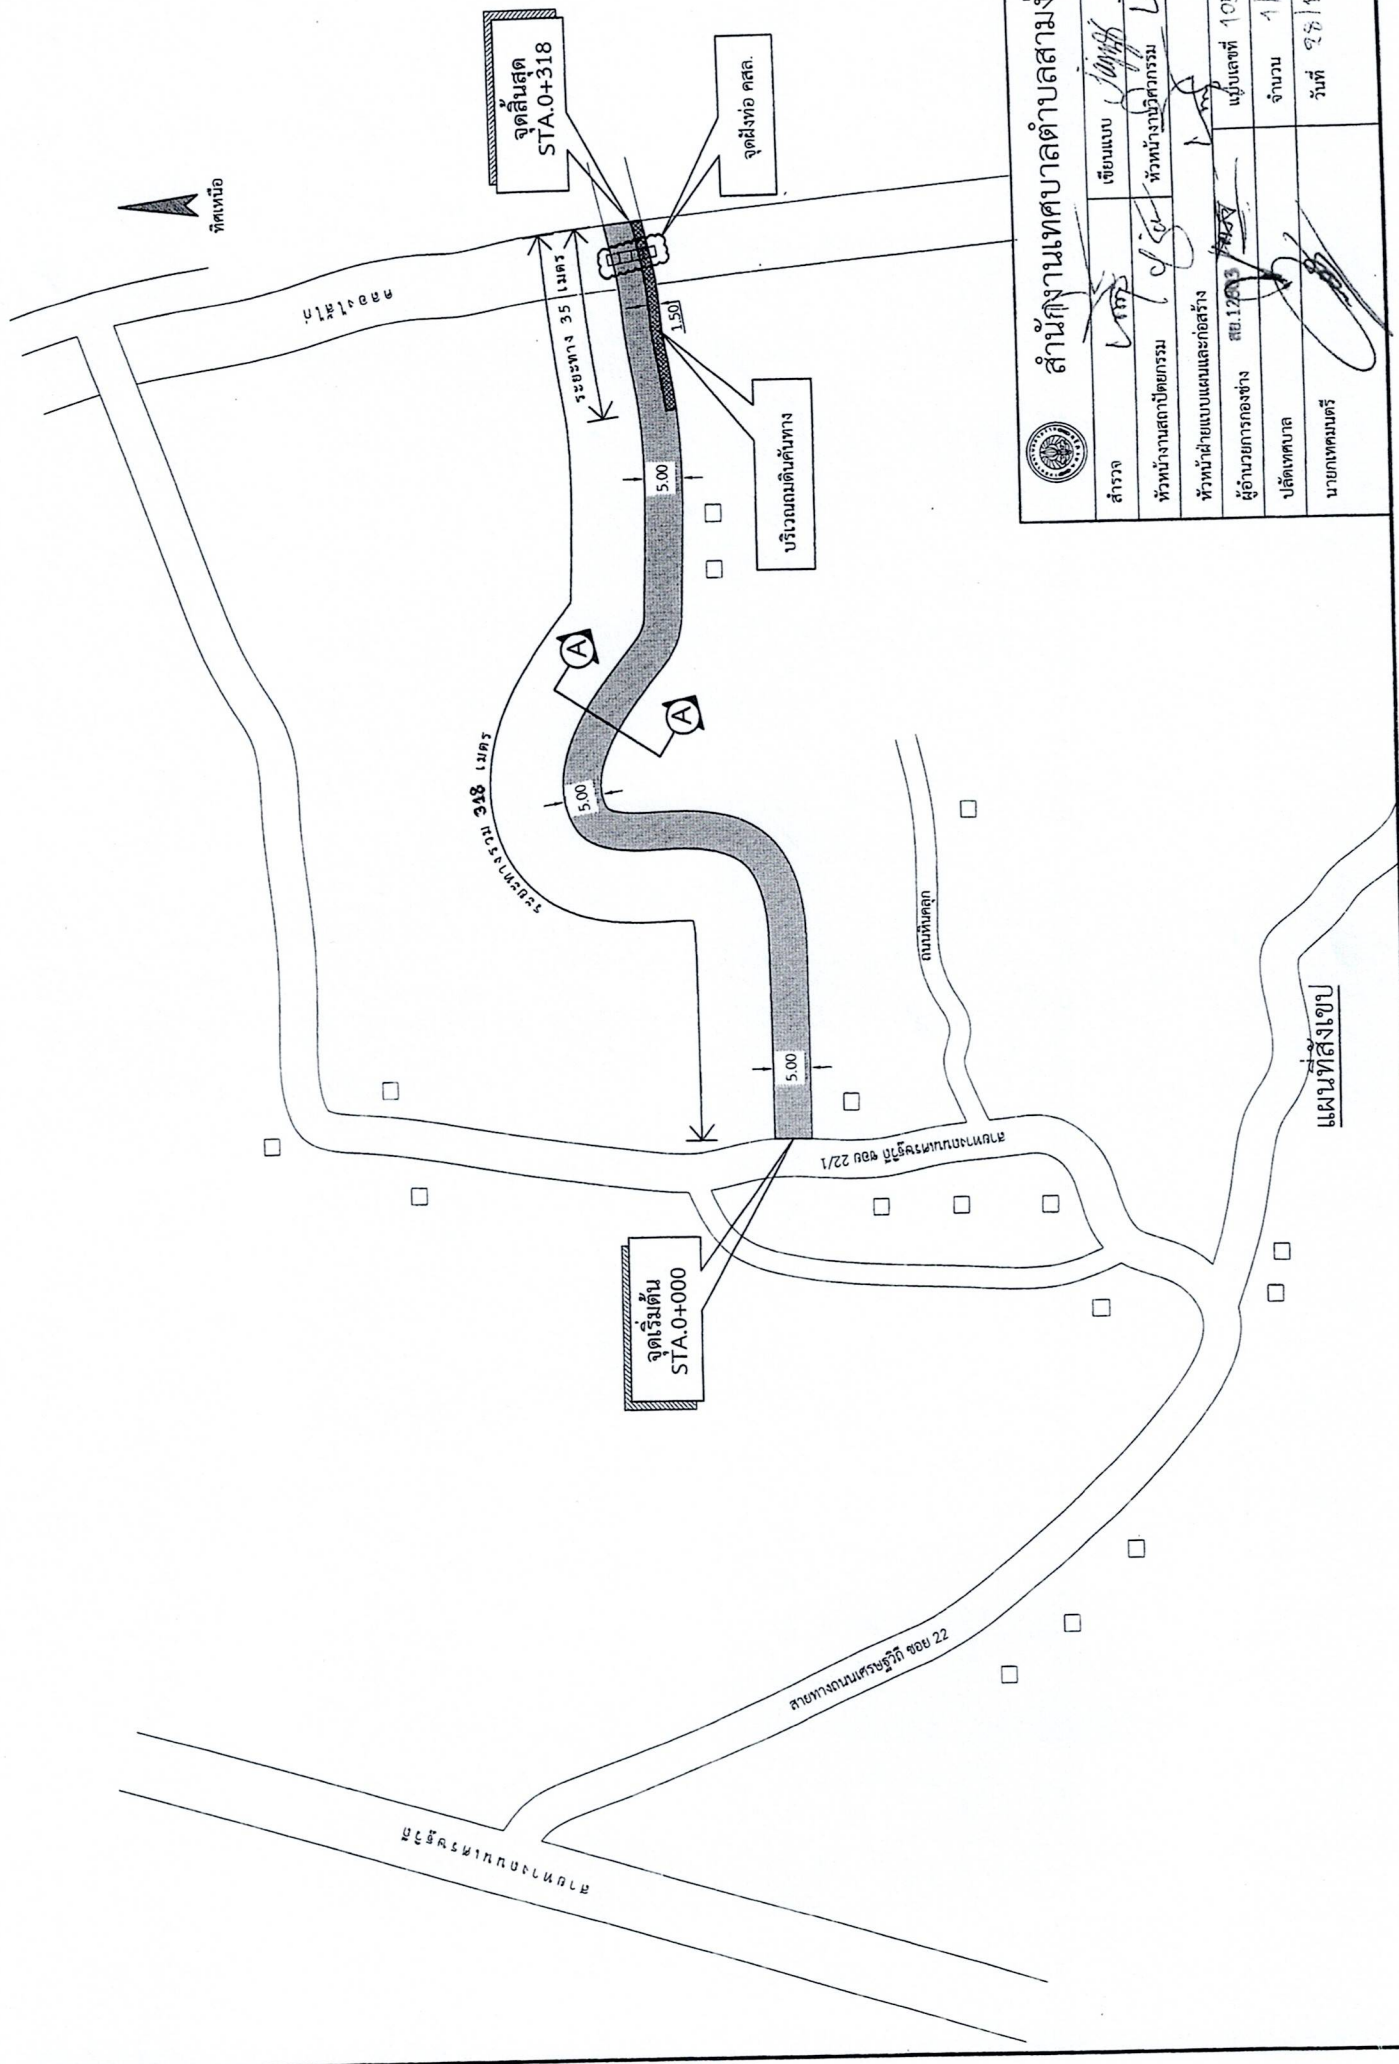 ทิศเหนือ
จุดสิ้นสุด
STA.0+318
จุดฝังท่อ คสล.
ระยะทาง 35 เมตร
1.50
บริเวณถมดินคันทาง
5.00
A
A
ระยะทางรวม 318 เมตร
5.00
5.00
จุดเริ่มต้น
STA.0+000
สายทางถนนเศรษฐวิถี ซอย 22/1
ถนนหินคลุก
สายทางถนนเศรษฐวิถี ซอย 22
สายทางถนนเศรษฐวิถี
แผนที่สังเขป
สำนักงานเทศบาลตำบลสาม
สำรวจ
เขียนแบบ
หัวหน้างานสถาปัตยกรรม
หัวหน้างานวิศวกรรม
หัวหน้าฝ่ายแบบแผนและก่อสร้าง
ผู้อำนวยการกองช่าง
แบบเลขที่
ปลัดเทศบาล
จำนวน
นายกเทศมนตรี
วันที่ 28/